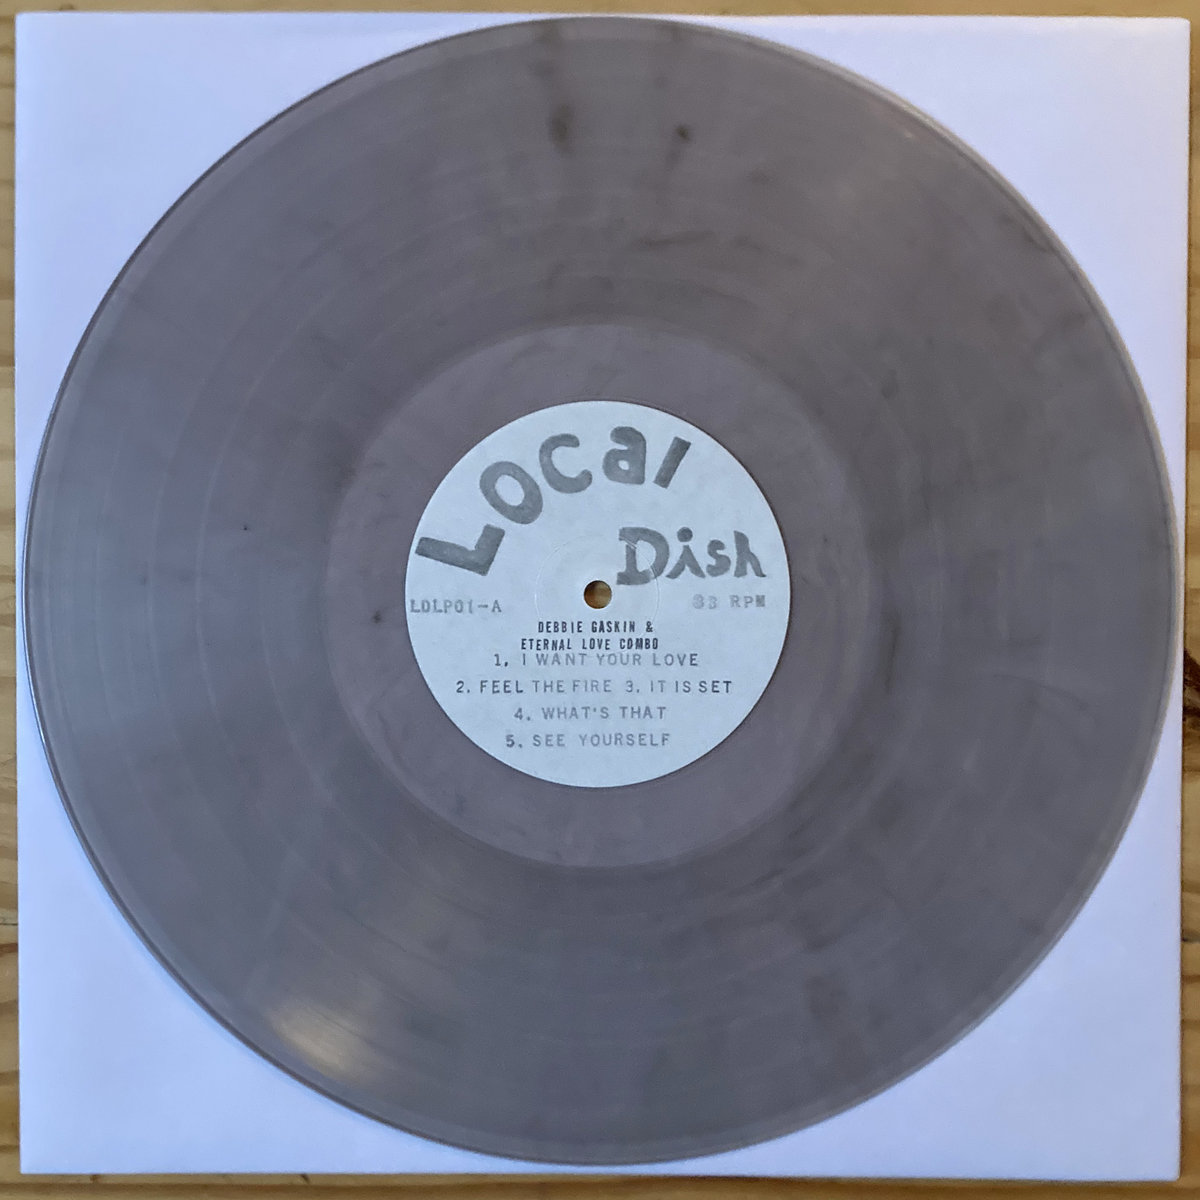 Local
Dish
LDLP01-A 33 RPM
DEBBIE GASKIN &
ETERNAL LOVE COMBO
1. I WANT YOUR LOVE
2. FEEL THE FIRE 3. IT IS SET
4. WHAT'S THAT
5. SEE YOURSELF